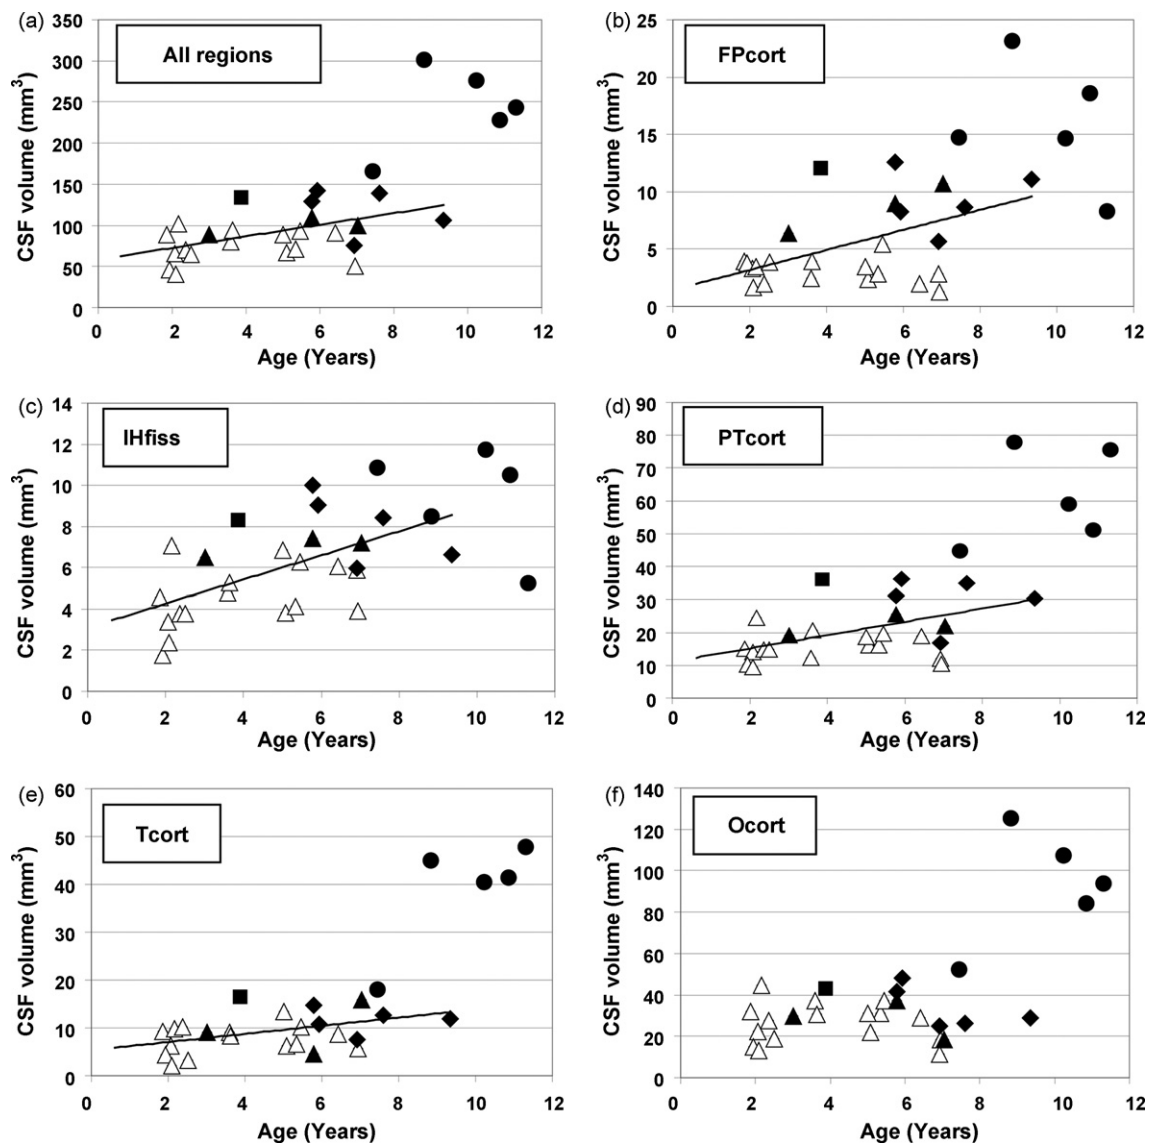 (a)
All regions
CSF volume (mm³)
350
300
250
200
150
100
50
0
0 2 4 6 8 10 12
Age (Years)
(b)
FPcort
CSF volume (mm³)
25
20
15
10
5
0
0 2 4 6 8 10 12
Age (Years)
(c)
IHfiss
CSF volume (mm³)
14
12
10
8
6
4
2
0
0 2 4 6 8 10 12
Age (Years)
(d)
PTcort
CSF volume (mm³)
90
80
70
60
50
40
30
20
10
0
0 2 4 6 8 10 12
Age (Years)
(e)
Tcort
CSF volume (mm³)
60
50
40
30
20
10
0
0 2 4 6 8 10 12
Age (Years)
(f)
Ocort
CSF volume (mm³)
140
120
100
80
60
40
20
0
0 2 4 6 8 10 12
Age (Years)